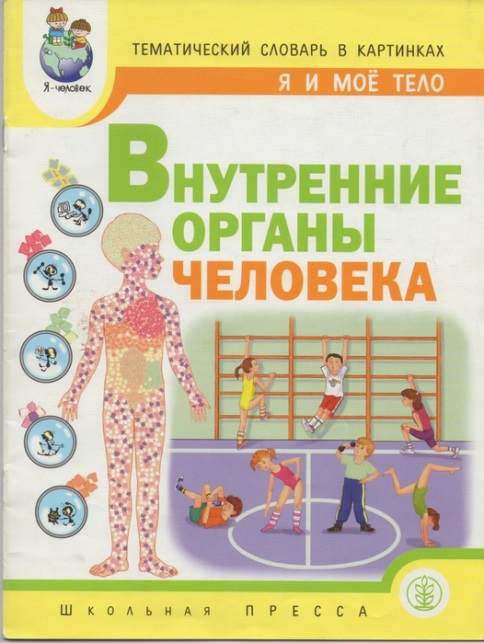 ТЕМАТИЧЕСКИЙ СЛОВАРЬ В КАРТИНКАХ
Я И МОЁ ТЕЛО
Я-человек
ВНУТРЕННИЕ
ОРГАНЫ
ЧЕЛОВЕКА
ШКОЛЬНАЯ ПРЕССА